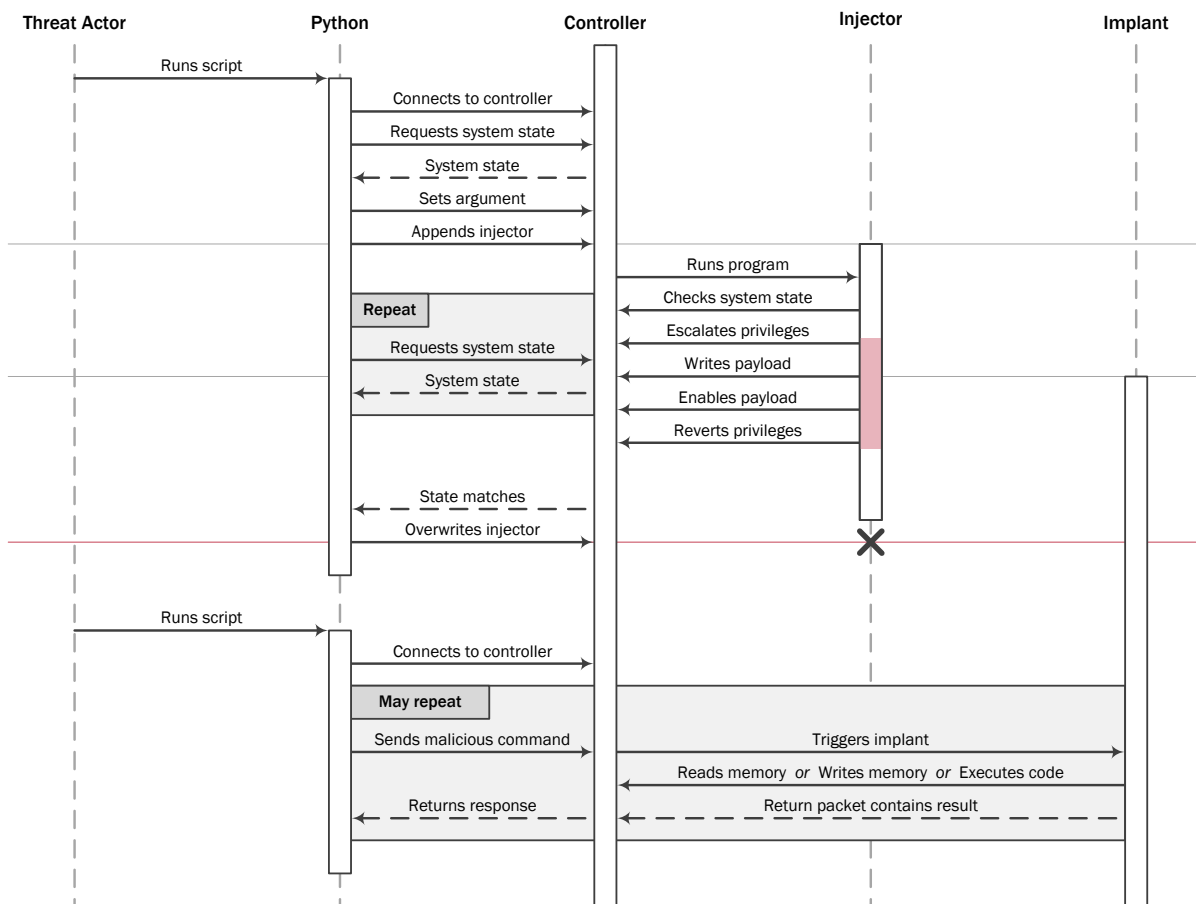 Threat Actor
Python
Controller
Injector
Implant
Runs script
Connects to controller
Requests system state
System state
Sets argument
Appends injector
Runs program
Checks system state
Repeat
Escalates privileges
Requests system state
Writes payload
System state
Enables payload
Reverts privileges
State matches
Overwrites injector
Runs script
Connects to controller
May repeat
Sends malicious command
Triggers implant
Reads memory or Writes memory or Executes code
Returns response
Return packet contains result